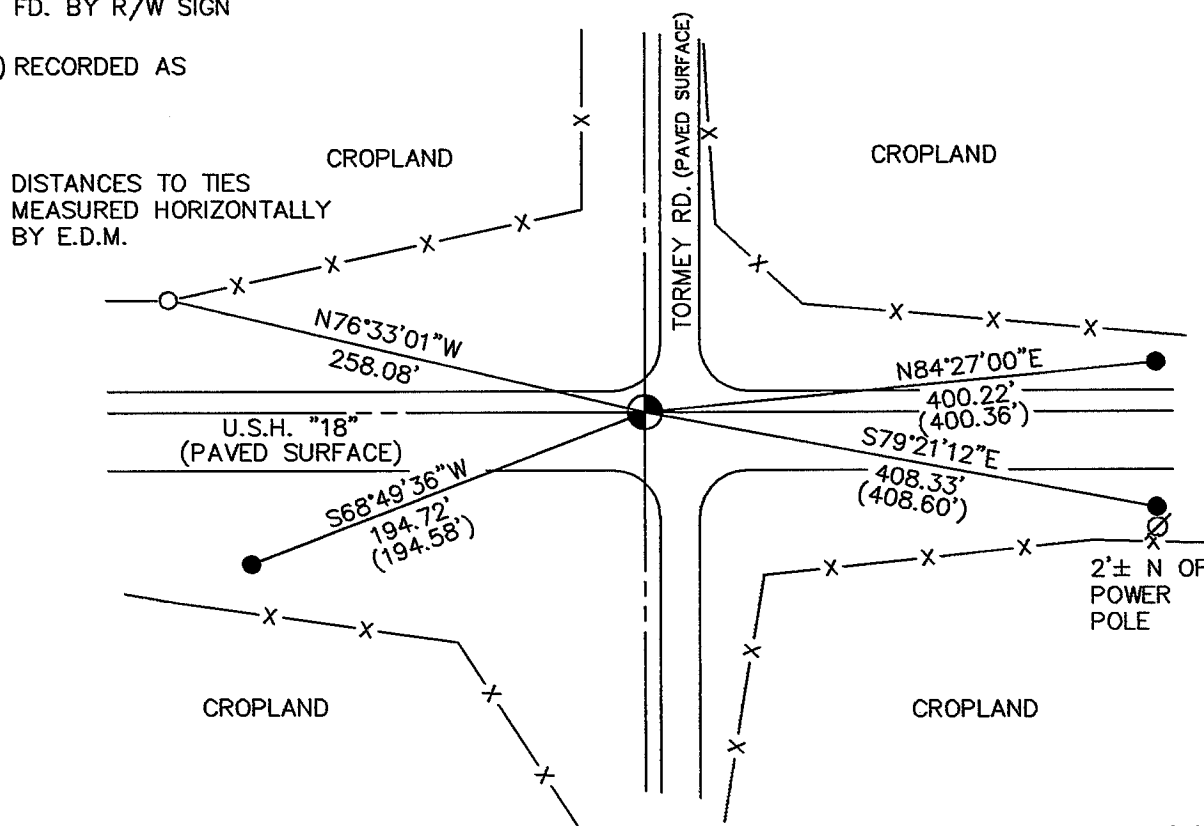 FD. BY R/W SIGN
) RECORDED AS
DISTANCES TO TIES
MEASURED HORIZONTALLY
BY E.D.M.
CROPLAND
TORMEY RD. (PAVED SURFACE)
CROPLAND
N76°33'01"W
258.08'
N84°27'00"E
400.22'
(400.36')
U.S.H. "18"
(PAVED SURFACE)
S79°21'12"E
408.33'
(408.60')
S68°49'36"W
194.72'
(194.58')
2'± N OF
POWER
POLE
CROPLAND
CROPLAND